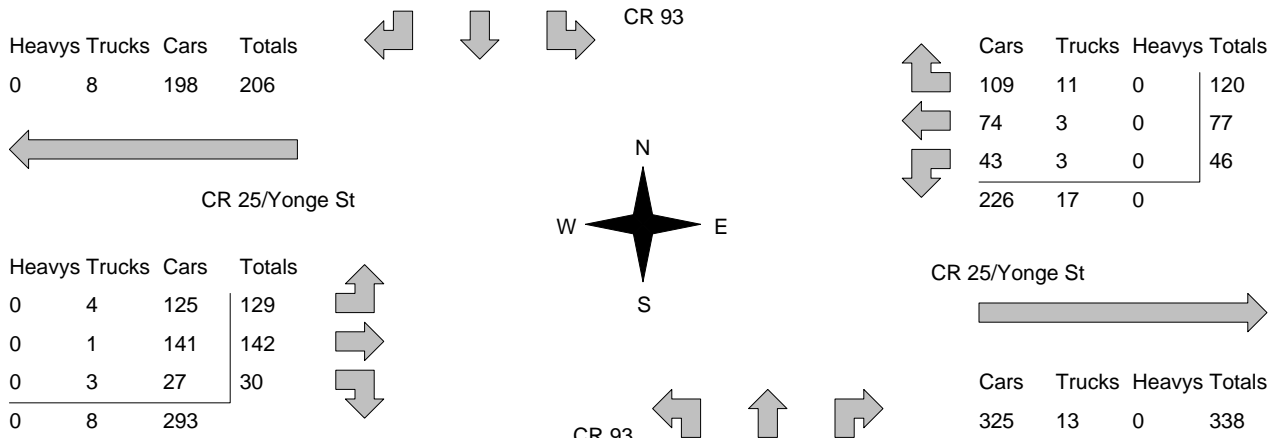 CR 93
Heavys Trucks Cars Totals
0 8 198 206
Cars Trucks Heavys Totals
109 11 0 120
74 3 0 77
43 3 0 46
226 17 0
N
W E
S
CR 25/Yonge St
CR 25/Yonge St
Heavys Trucks Cars Totals
0 4 125 129
0 1 141 142
0 3 27 30
0 8 293
Cars Trucks Heavys Totals
325 13 0 338
CR 93